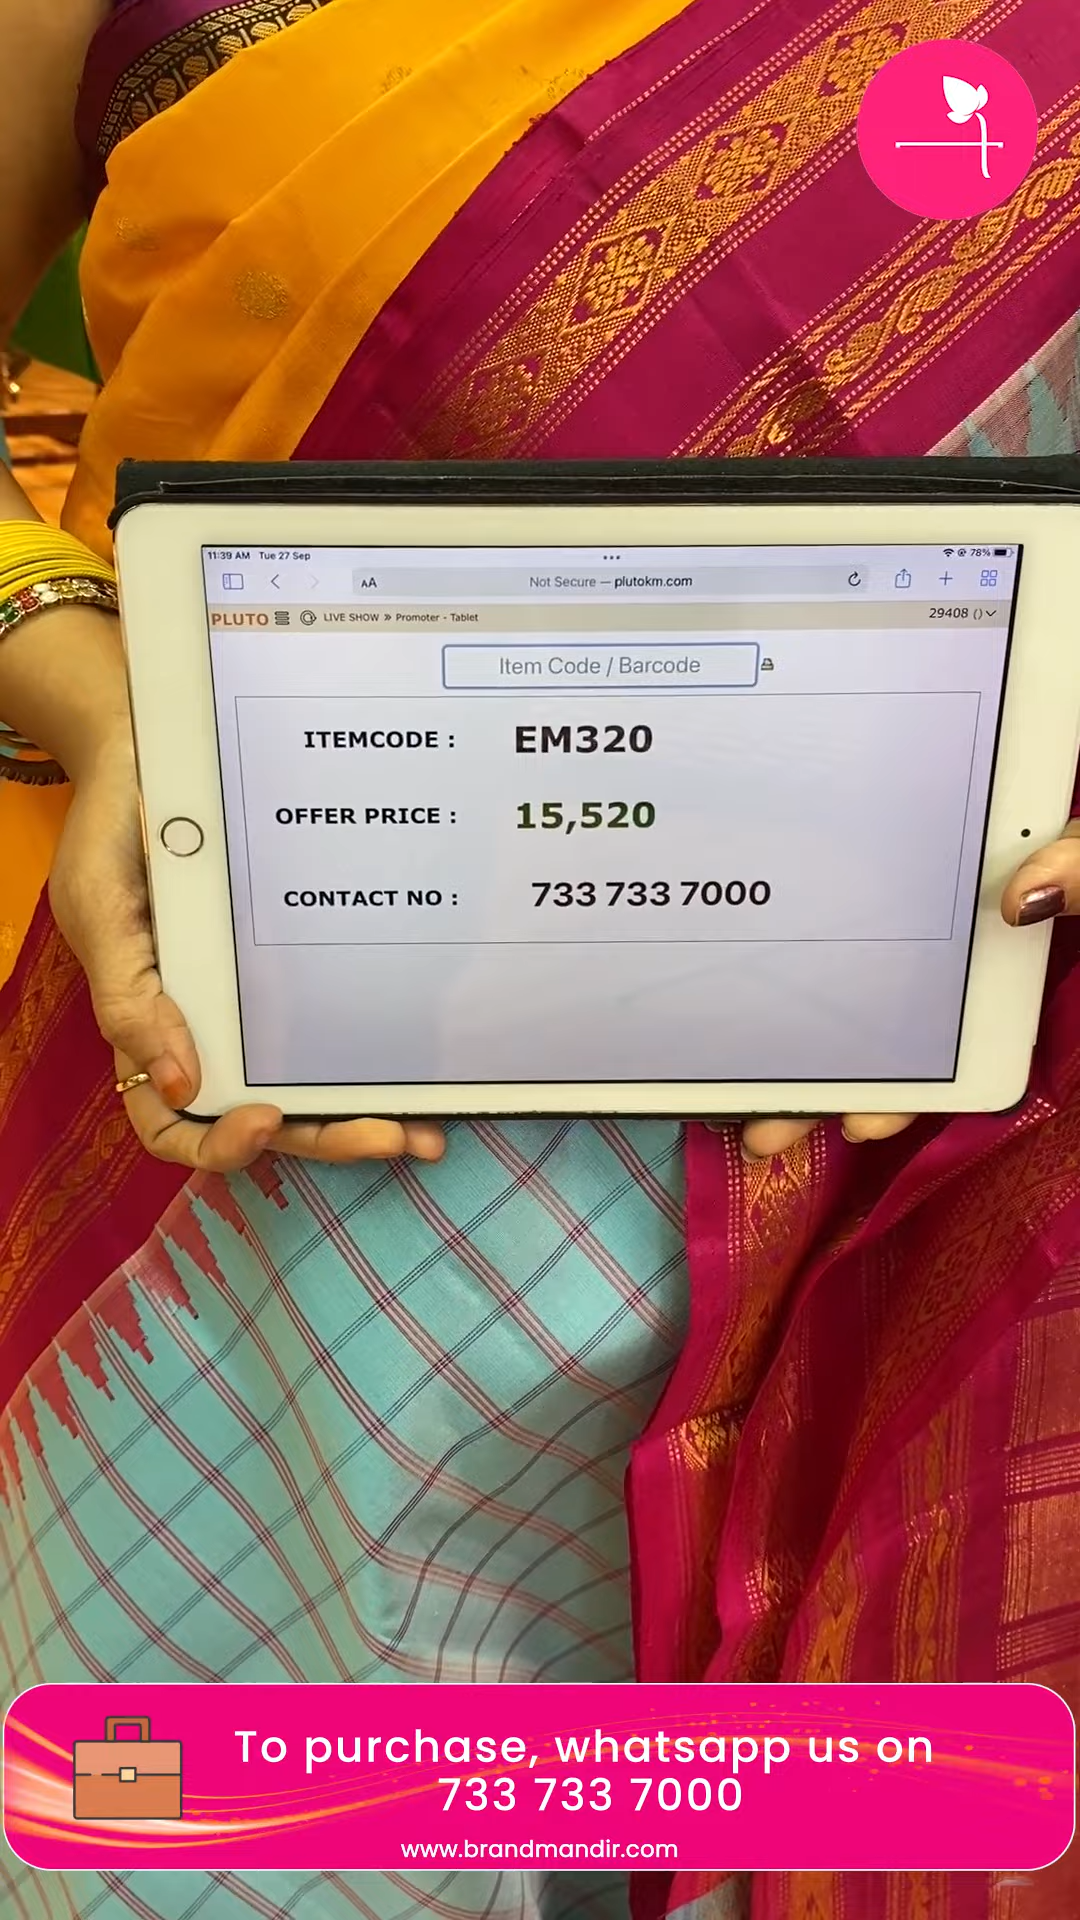 11:39 AM Tue 27 Sep
78%
AA Not Secure — plutokm.com
PLUTO LIVE SHOW » Promoter - Tablet 29408 ()
Item Code / Barcode
ITEMCODE : EM320
OFFER PRICE : 15,520
CONTACT NO : 733 733 7000
To purchase, whatsapp us on
733 733 7000
www.brandmandir.com